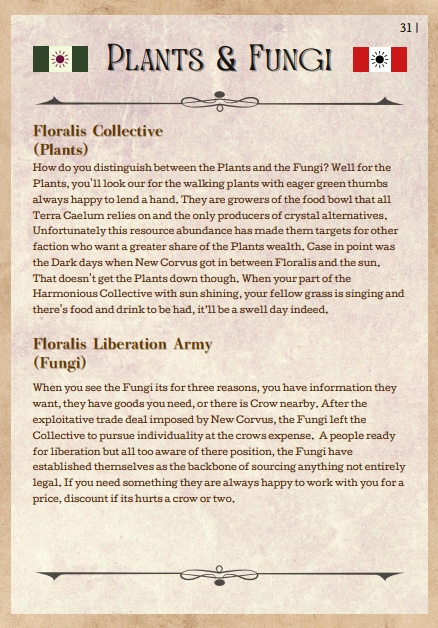 31 |
Plants & Fungi
Floralis Collective
(Plants)
How do you distinguish between the Plants and the Fungi? Well for the
Plants, you'll look our for the walking plants with eager green thumbs
always happy to lend a hand. They are growers of the food bowl that all
Terra Caelum relies on and the only producers of crystal alternatives.
Unfortunately this resource abundance has made them targets for other
faction who want a greater share of the Plants wealth. Case in point was
the Dark days when New Corvus got in between Floralis and the sun.
That doesn't get the Plants down though. When your part of the
Harmonious Collective with sun shining, your fellow grass is singing and
there's food and drink to be had, it'll be a swell day indeed.
Floralis Liberation Army
(Fungi)
When you see the Fungi its for three reasons, you have information they
want, they have goods you need, or there is Crow nearby. After the
exploitative trade deal imposed by New Corvus, the Fungi left the
Collective to pursue individuality at the crows expense. A people ready
for liberation but all too aware of there position, the Fungi have
established themselves as the backbone of sourcing anything not entirely
legal. If you need something they are always happy to work with you for a
price, discount if its hurts a crow or two.